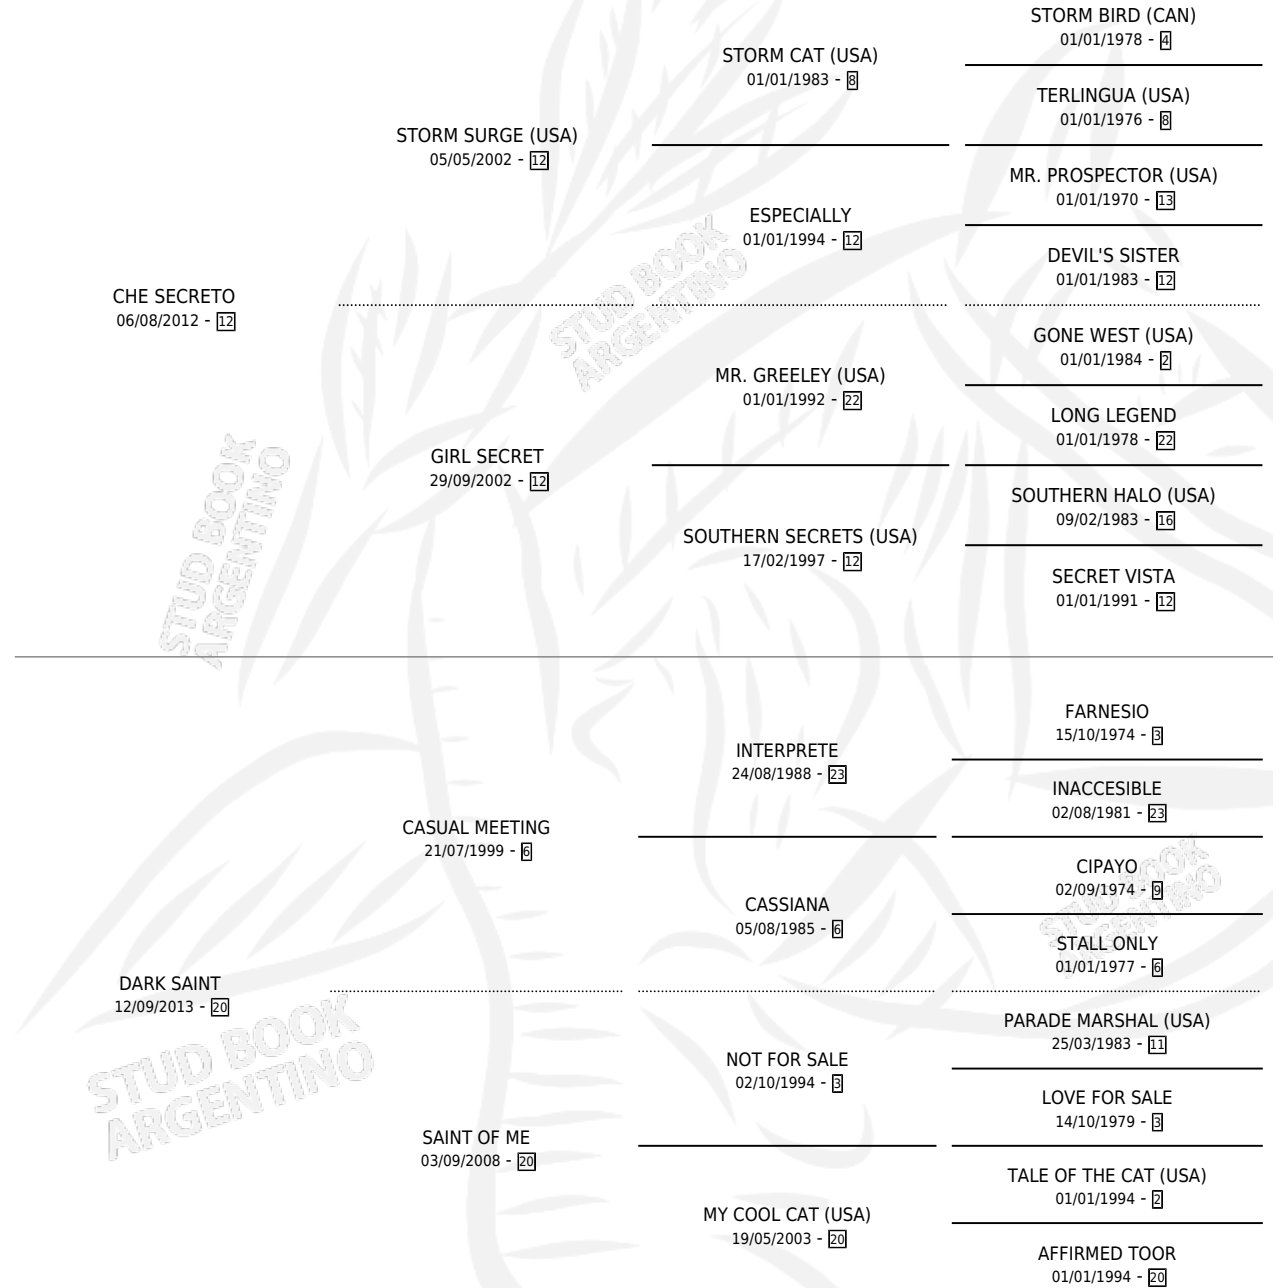 STORM BIRD (CAN)
01/01/1978 - 4
STORM CAT (USA)
01/01/1983 - 8
TERLINGUA (USA)
01/01/1976 - 8
STORM SURGE (USA)
05/05/2002 - 12
MR. PROSPECTOR (USA)
01/01/1970 - 13
ESPECIALLY
01/01/1994 - 12
DEVIL'S SISTER
01/01/1983 - 12
CHE SECRETO
06/08/2012 - 12
GONE WEST (USA)
01/01/1984 - 2
MR. GREELEY (USA)
01/01/1992 - 22
LONG LEGEND
01/01/1978 - 22
GIRL SECRET
29/09/2002 - 12
SOUTHERN HALO (USA)
09/02/1983 - 16
SOUTHERN SECRETS (USA)
17/02/1997 - 12
SECRET VISTA
01/01/1991 - 12
STUD BOOK
ARGENTINO
STUD BOOK
ARGENTINO
FARNESIO
15/10/1974 - 3
INTERPRETE
24/08/1988 - 23
INACCESIBLE
02/08/1981 - 23
CASUAL MEETING
21/07/1999 - 6
CIPAYO
02/09/1974 - 9
CASSIANA
05/08/1985 - 6
STALL ONLY
01/01/1977 - 6
STUD BOOK
ARGENTINO
DARK SAINT
12/09/2013 - 20
PARADE MARSHAL (USA)
25/03/1983 - 11
NOT FOR SALE
02/10/1994 - 3
LOVE FOR SALE
14/10/1979 - 3
SAINT OF ME
03/09/2008 - 20
TALE OF THE CAT (USA)
01/01/1994 - 2
MY COOL CAT (USA)
19/05/2003 - 20
AFFIRMED TOOR
01/01/1994 - 20
STUD BOOK
ARGENTINO